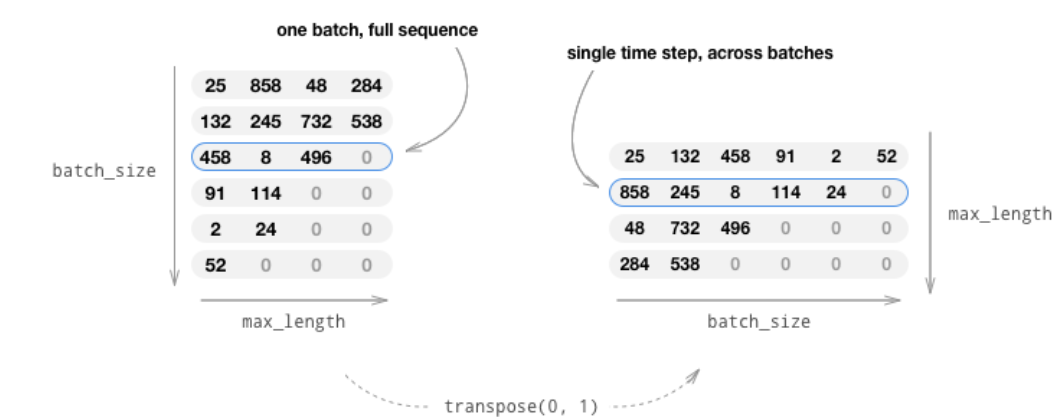 one batch, full sequence
25 858 48 284
132 245 732 538
458 8 496 0
91 114 0 0
2 24 0 0
52 0 0 0
batch_size
max_length
single time step, across batches
25 132 458 91 2 52
858 245 8 114 24 0
48 732 496 0 0 0
284 538 0 0 0 0
max_length
batch_size
transpose(0, 1)